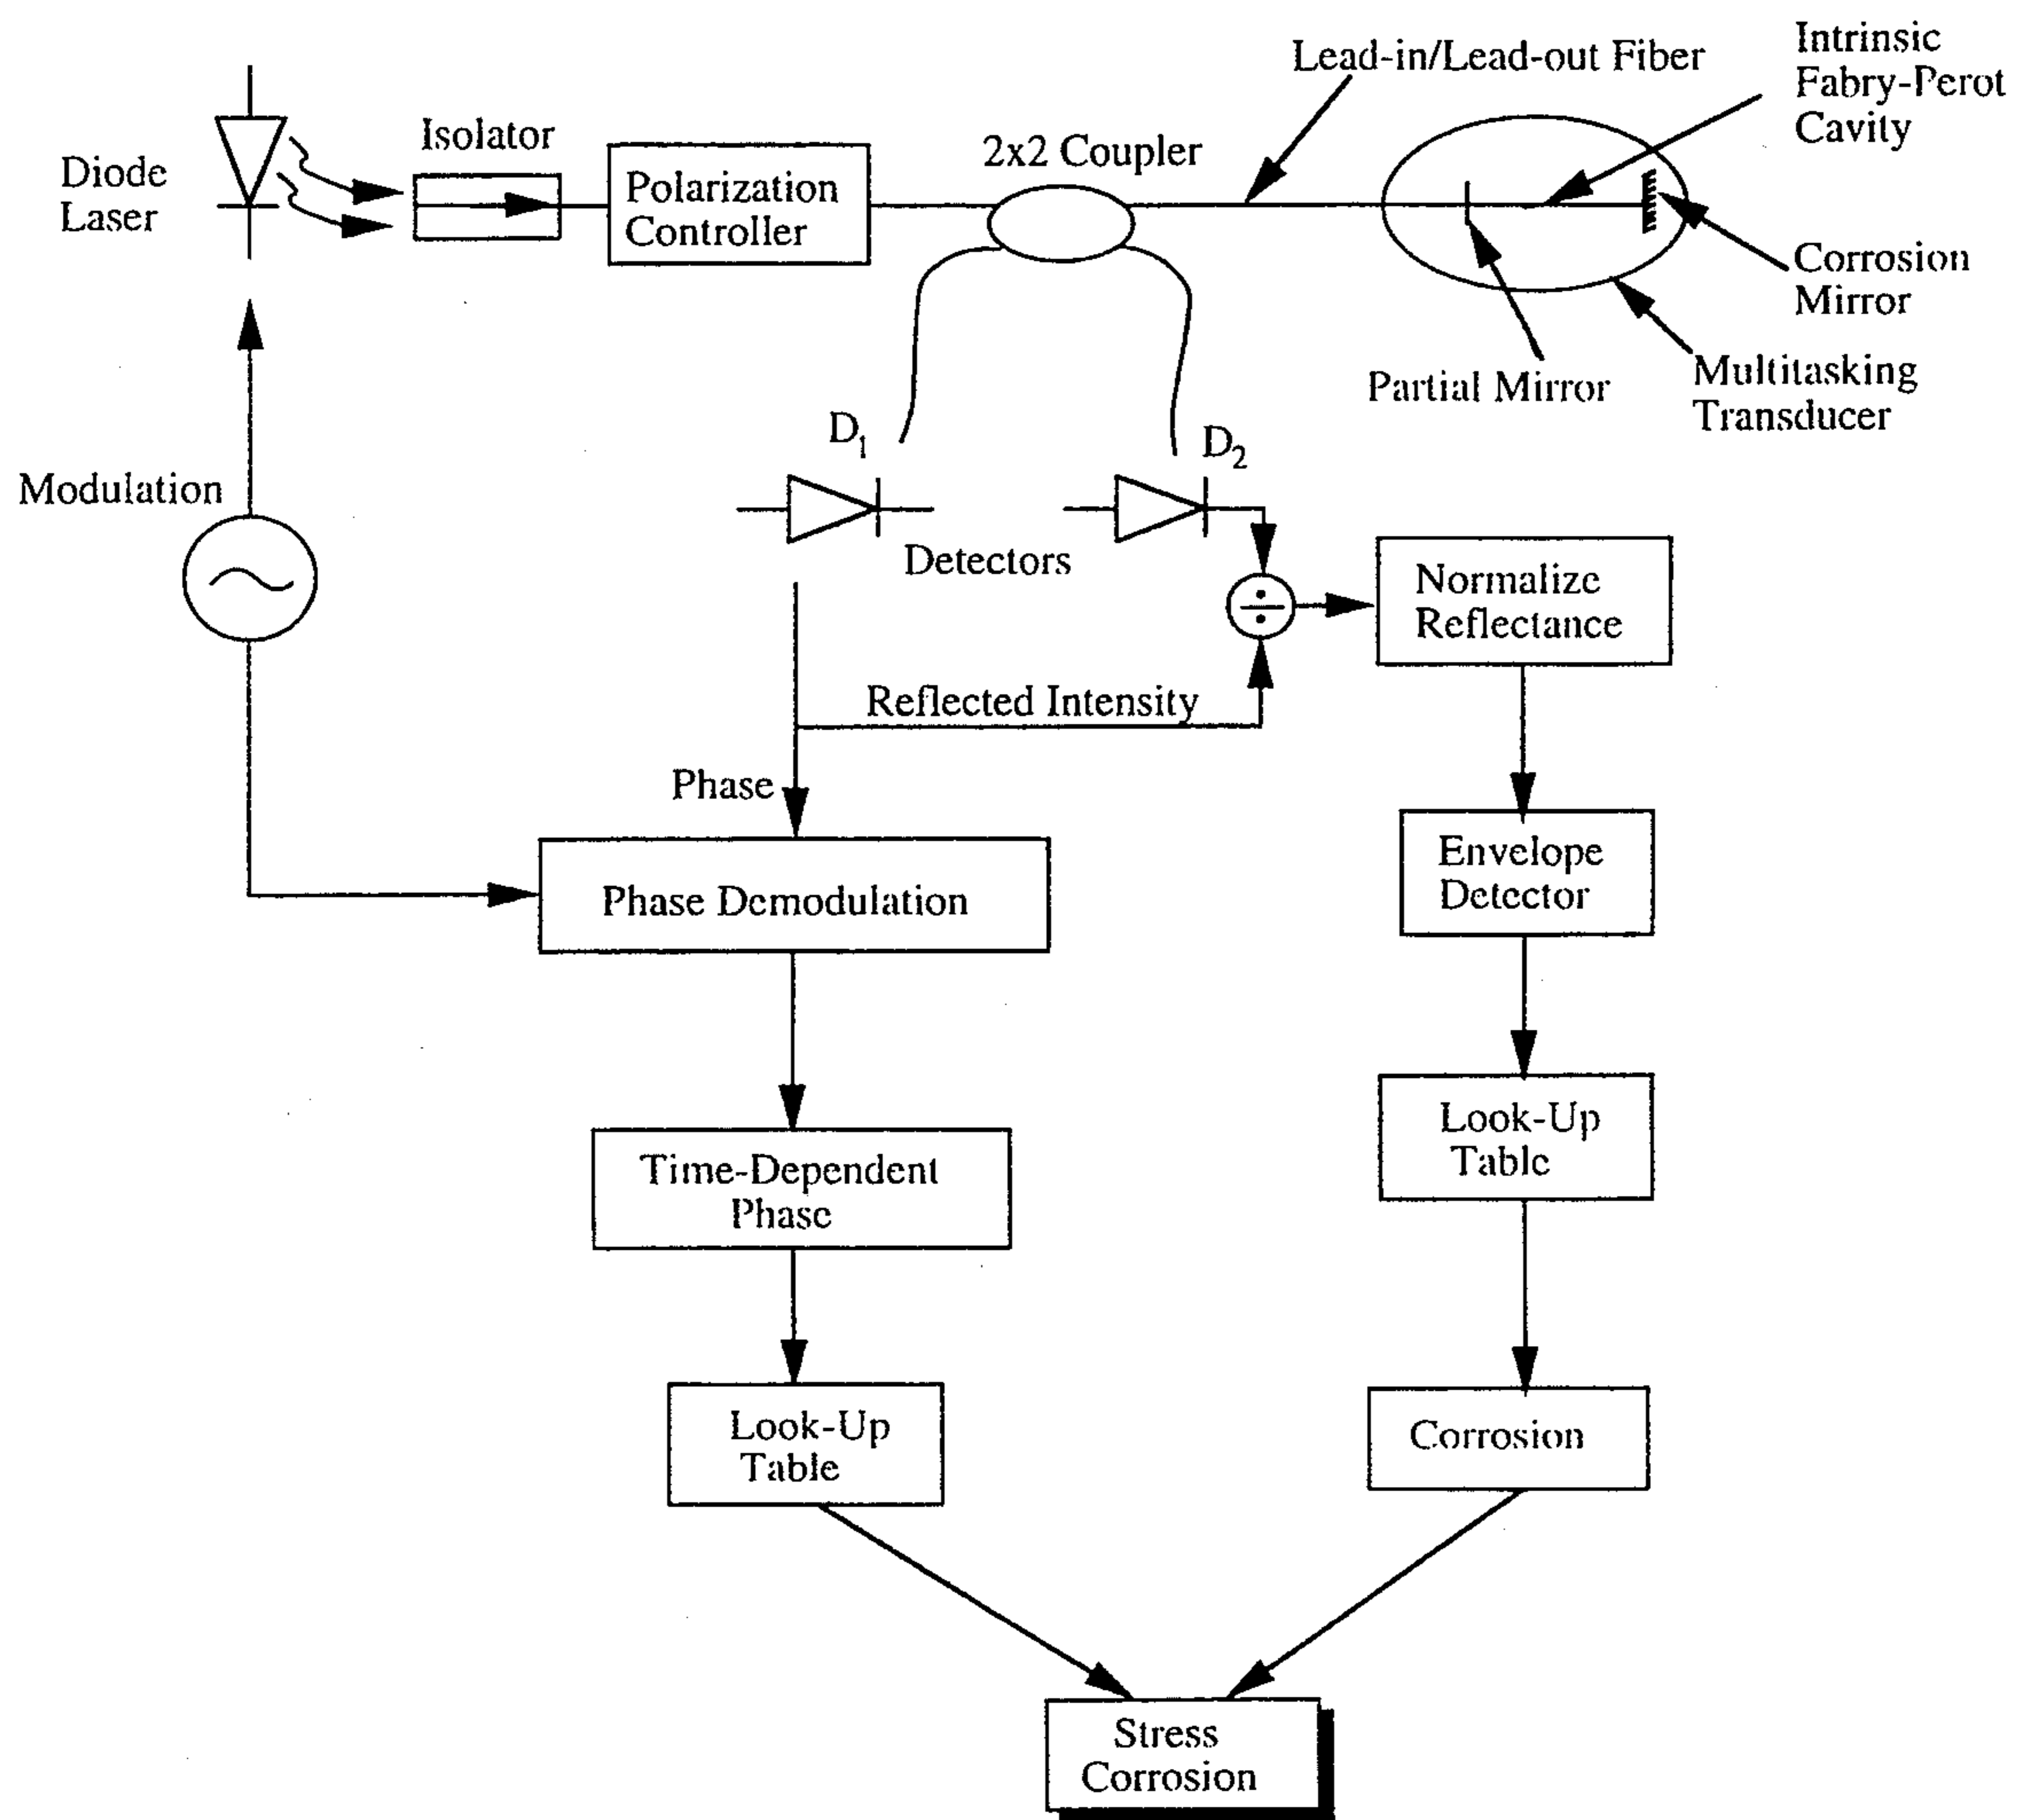 Lead-in/Lead-out Fiber
Intrinsic
Fabry-Perot
Cavity
Isolator
2x2 Coupler
Diode
Laser
Polarization
Controller
Corrosion
Mirror
Partial Mirror
Multitasking
Transducer
D1
D2
Modulation
Detectors
÷
Normalize
Reflectance
Reflected Intensity
Phase
Envelope
Detector
Phase Demodulation
Look-Up
Table
Time-Dependent
Phase
Look-Up
Table
Corrosion
Stress
Corrosion